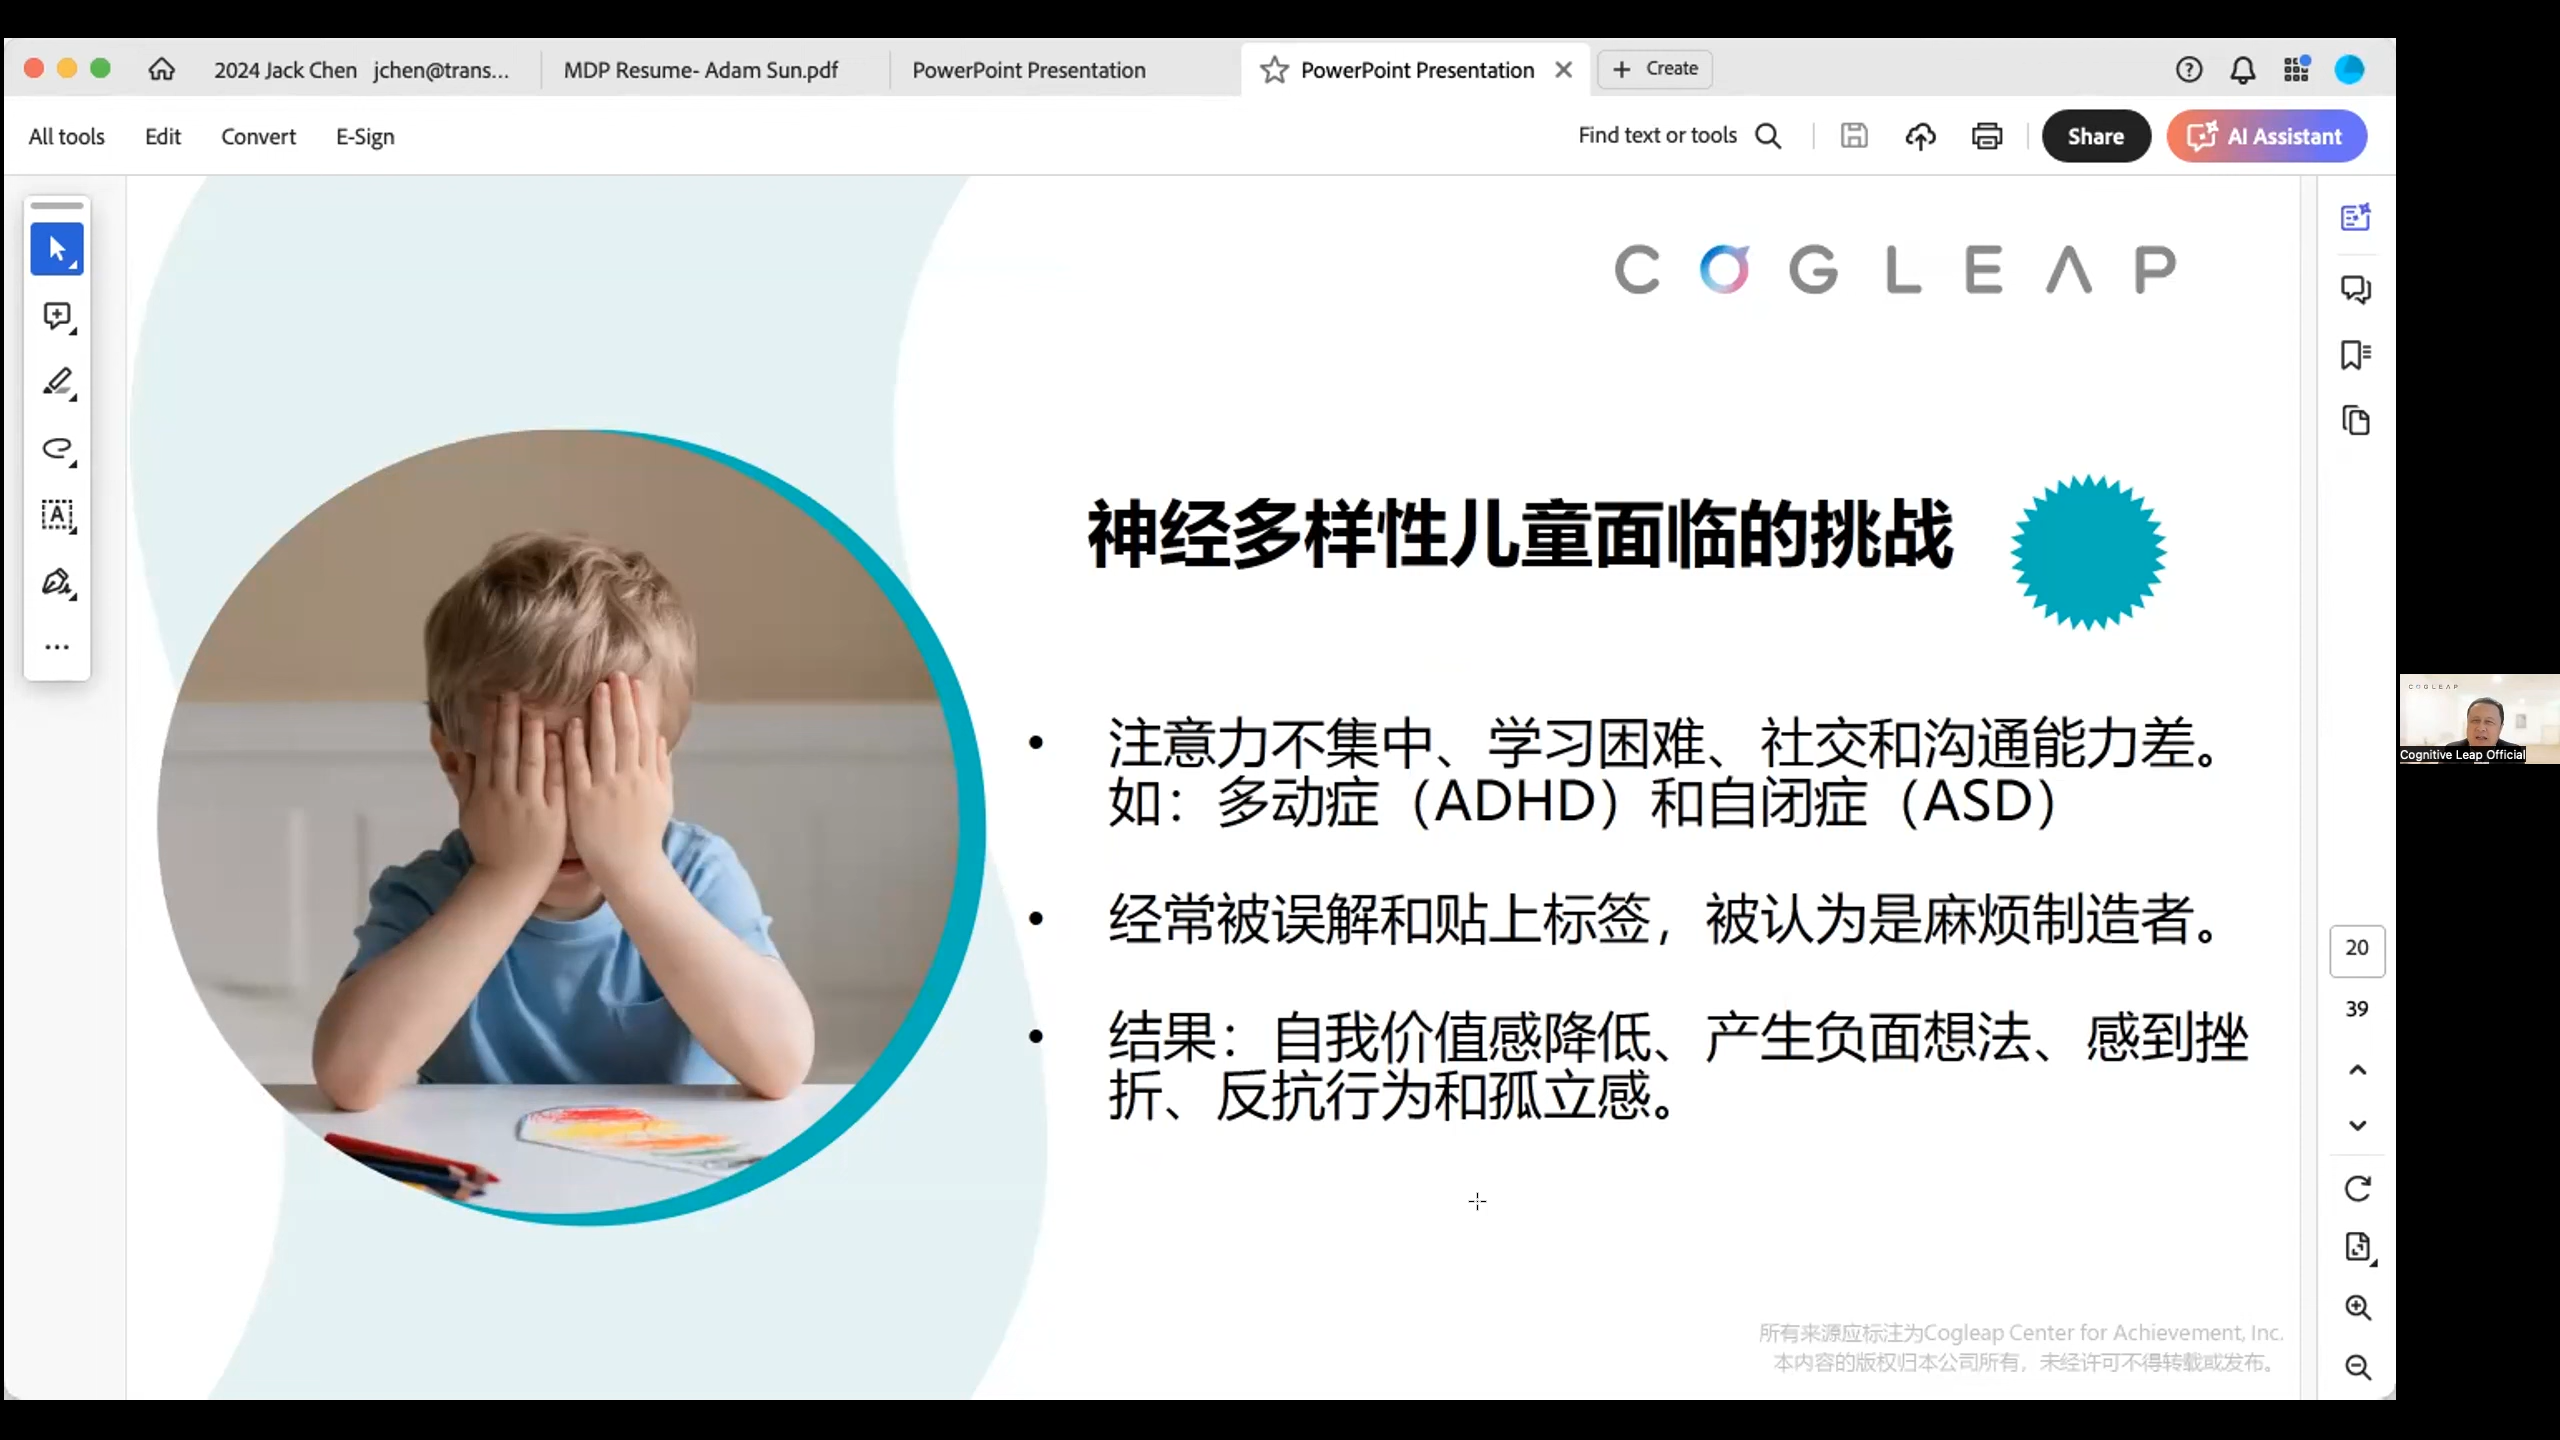 2024 Jack Chen jchen@trans...
MDP Resume- Adam Sun.pdf
PowerPoint Presentation
PowerPoint Presentation
Create
All tools
Edit
Convert
E-Sign
Find text or tools
Share
AI Assistant
COGLEAP
神经多样性儿童面临的挑战
• 注意力不集中、学习困难、社交和沟通能力差。
如：多动症（ADHD）和自闭症（ASD）
• 经常被误解和贴上标签，被认为是麻烦制造者。
• 结果：自我价值感降低、产生负面想法、感到挫
折、反抗行为和孤立感。
所有来源应标注为Cogleap Center for Achievement, Inc.
本内容的版权归本公司所有，未经许可不得转载或发布。
20
39
COGLEAP
Cognitive Leap Official